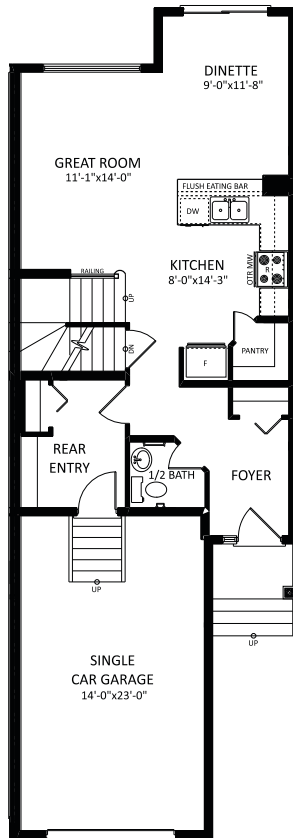 DINETTE
9'-0"x11'-8"
GREAT ROOM
11'-1"x14'-0"
FLUSH EATING BAR
DW
KITCHEN
8'-0"x14'-3"
OTR MW
R
RAILING
UP
DN
F
PANTRY
REAR
ENTRY
1/2 BATH
FOYER
UP
UP
SINGLE
CAR GARAGE
14'-0"x23'-0"